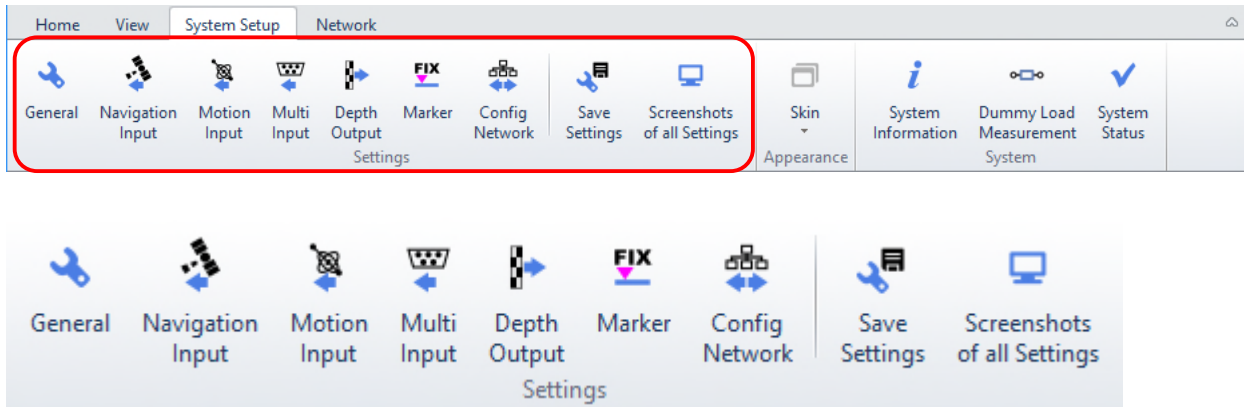 Home View System Setup Network
FIX
General Navigation Motion Multi Depth Marker Config Save Screenshots Skin System Dummy Load System
Input Input Input Output Network Settings of all Settings Information Measurement Status
Settings Appearance System
FIX
General Navigation Motion Multi Depth Marker Config Save Screenshots
Input Input Input Output Network Settings of all Settings
Settings